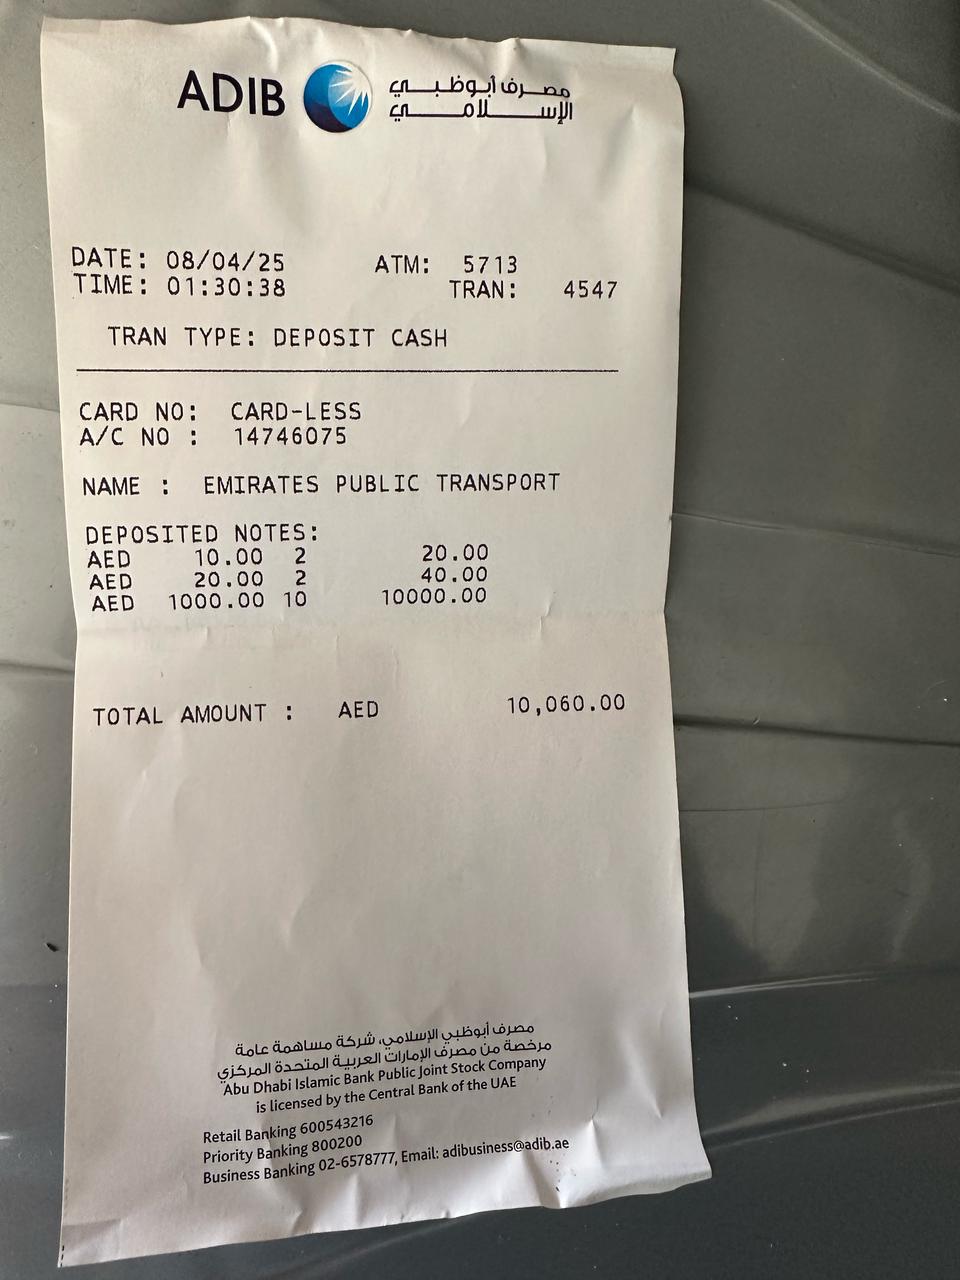 ADIB
مصرف أبوظبي
الإسلامي
DATE: 08/04/25 ATM: 5713
TIME: 01:30:38 TRAN: 4547
TRAN TYPE: DEPOSIT CASH
CARD NO: CARD-LESS
A/C NO : 14746075
NAME : EMIRATES PUBLIC TRANSPORT
DEPOSITED NOTES:
AED 10.00 2 20.00
AED 20.00 2 40.00
AED 1000.00 10 10000.00
TOTAL AMOUNT : AED 10,060.00
مصرف أبوظبي الإسلامي، شركة مساهمة عامة
مرخصة من مصرف الإمارات العربية المتحدة المركزي
Abu Dhabi Islamic Bank Public Joint Stock Company
is licensed by the Central Bank of the UAE
Retail Banking 600543216
Priority Banking 800200
Business Banking 02-6578777, Email: adibusiness@adib.ae